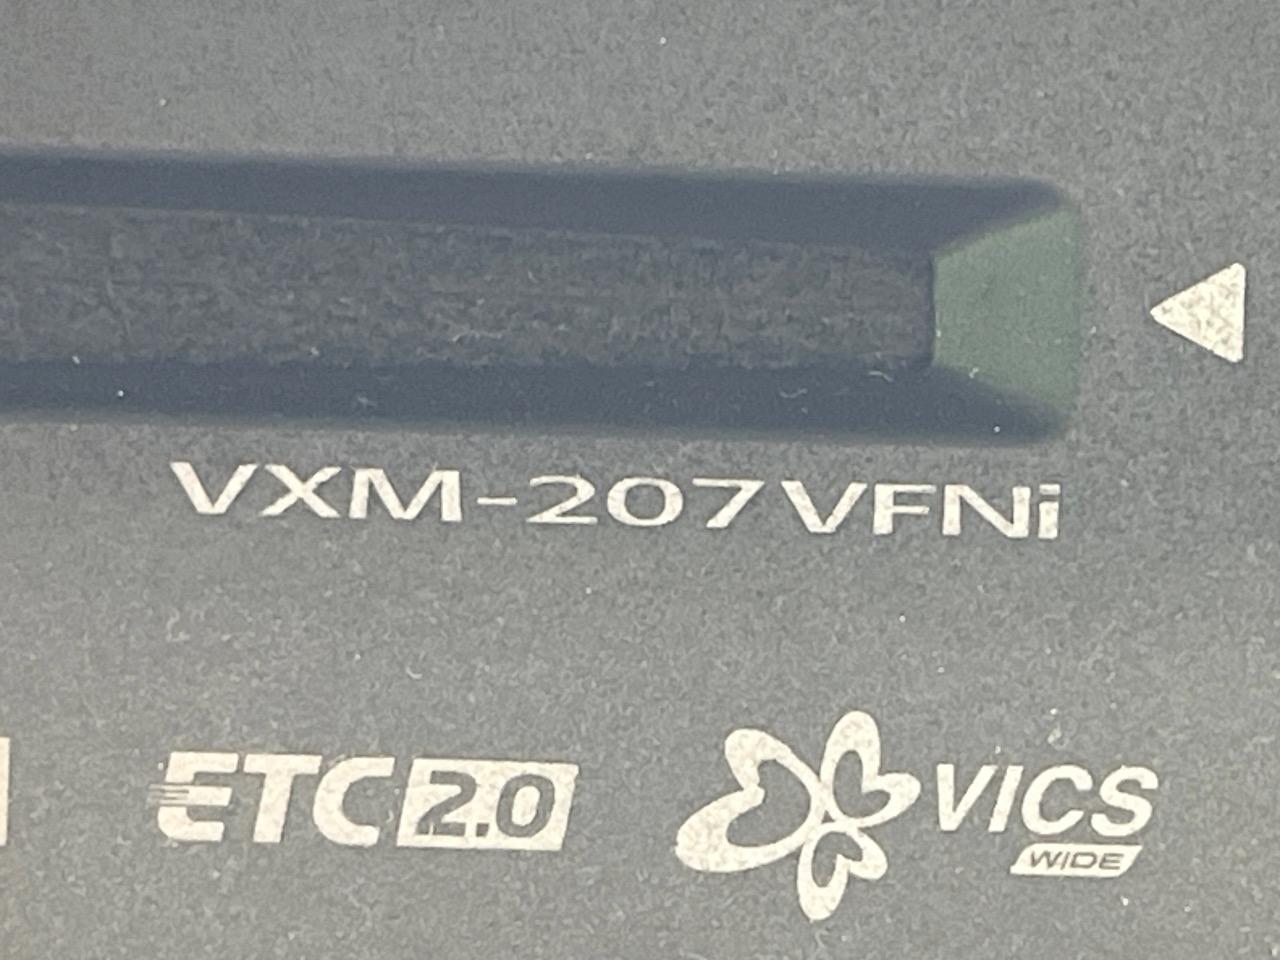 VXM-207VFNi
ETC2.0
VICS
WIDE